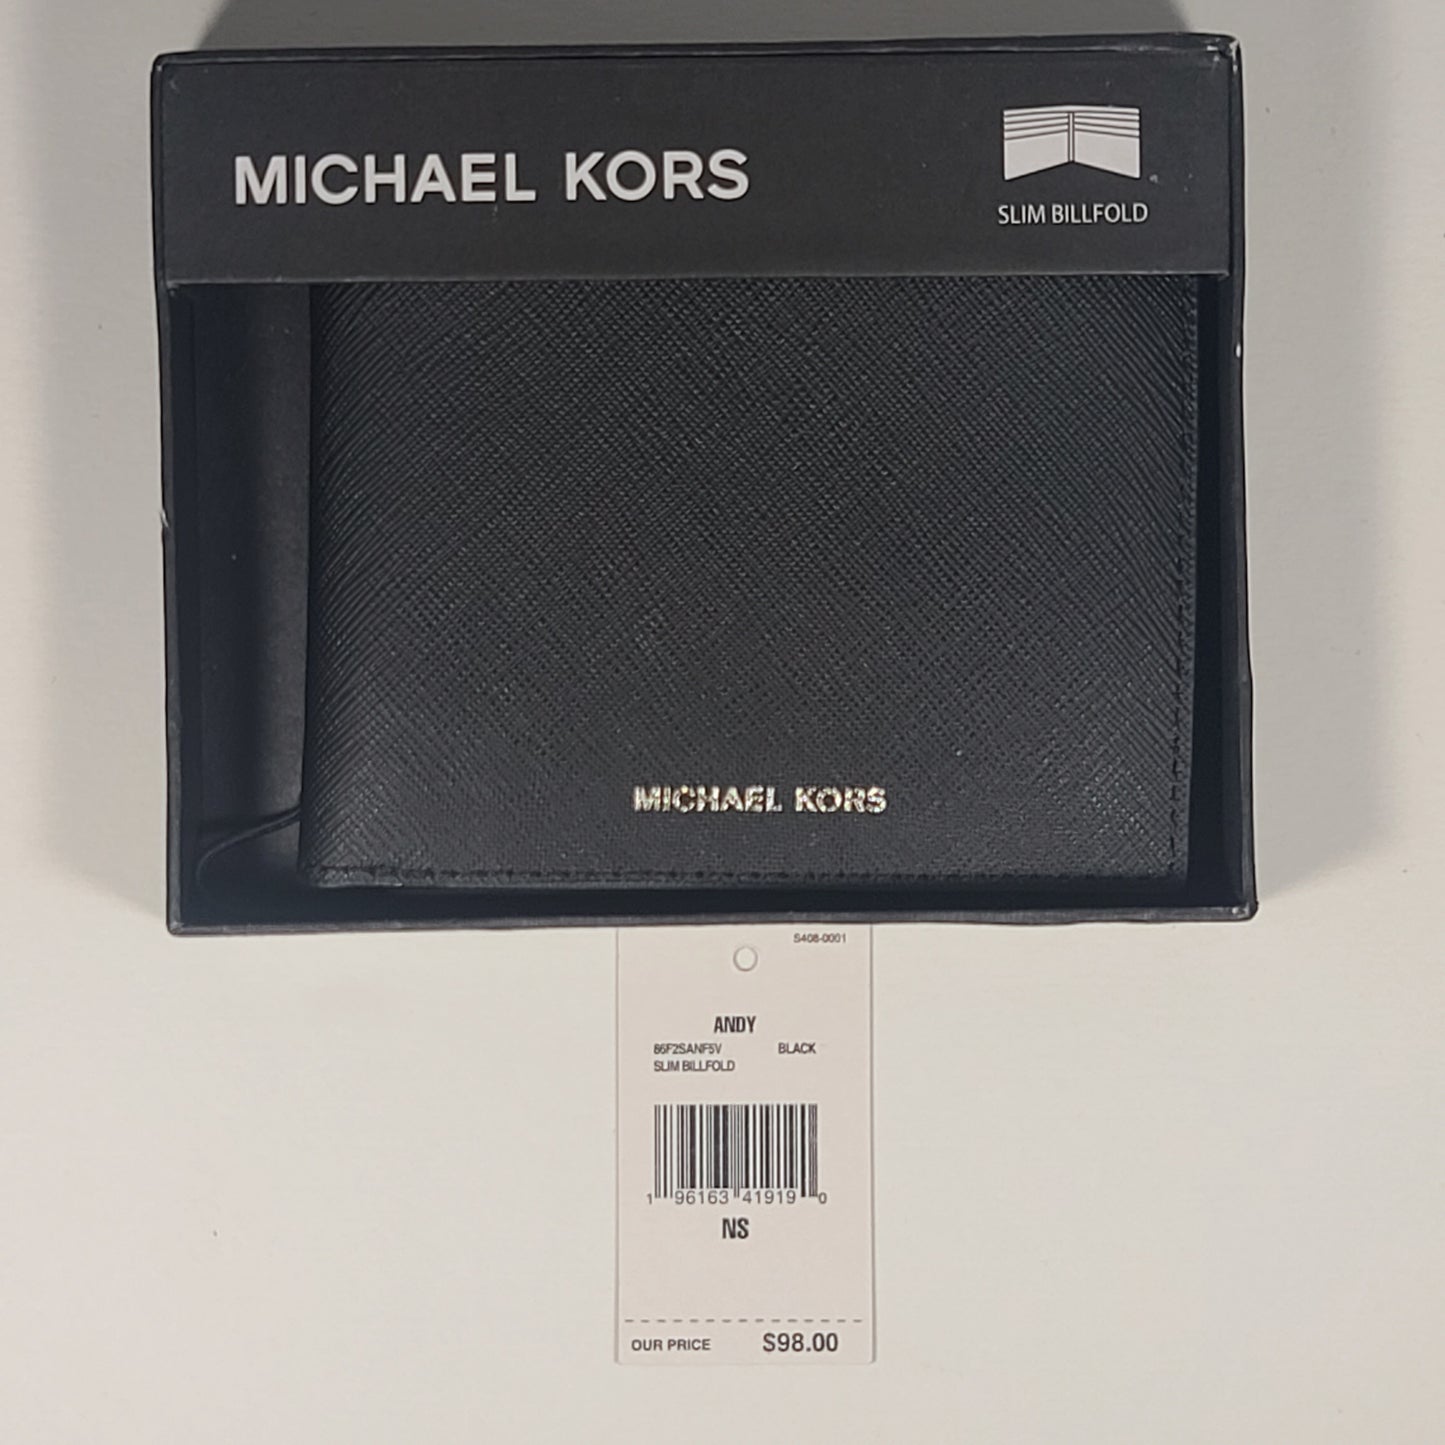 MICHAEL KORS
SLIM BILLFOLD
MICHAEL KORS
S408-0001
ANDY
86F2SANF5V BLACK
SLIM BILLFOLD
1 96163 41919 0
NS
OUR PRICE $98.00